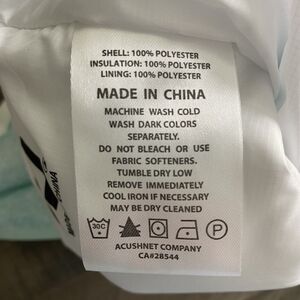 SHELL: 100% POLYESTER
INSULATION: 100% POLYESTER
LINING: 100% POLYESTER
MADE IN CHINA
MACHINE WASH COLD
WASH DARK COLORS
SEPARATELY.
DO NOT BLEACH OR USE
FABRIC SOFTENERS.
TUMBLE DRY LOW
REMOVE IMMEDIATELY
COOL IRON IF NECESSARY
MAY BE DRY CLEANED
30C P
ACUSHNET COMPANY
CA#28544
CHINA